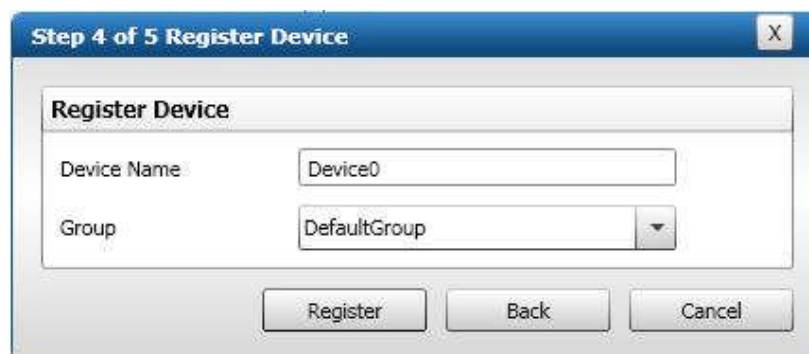 Step 4 of 5 Register Device
X
Register Device
Device Name
Device0
Group
DefaultGroup
Register
Back
Cancel